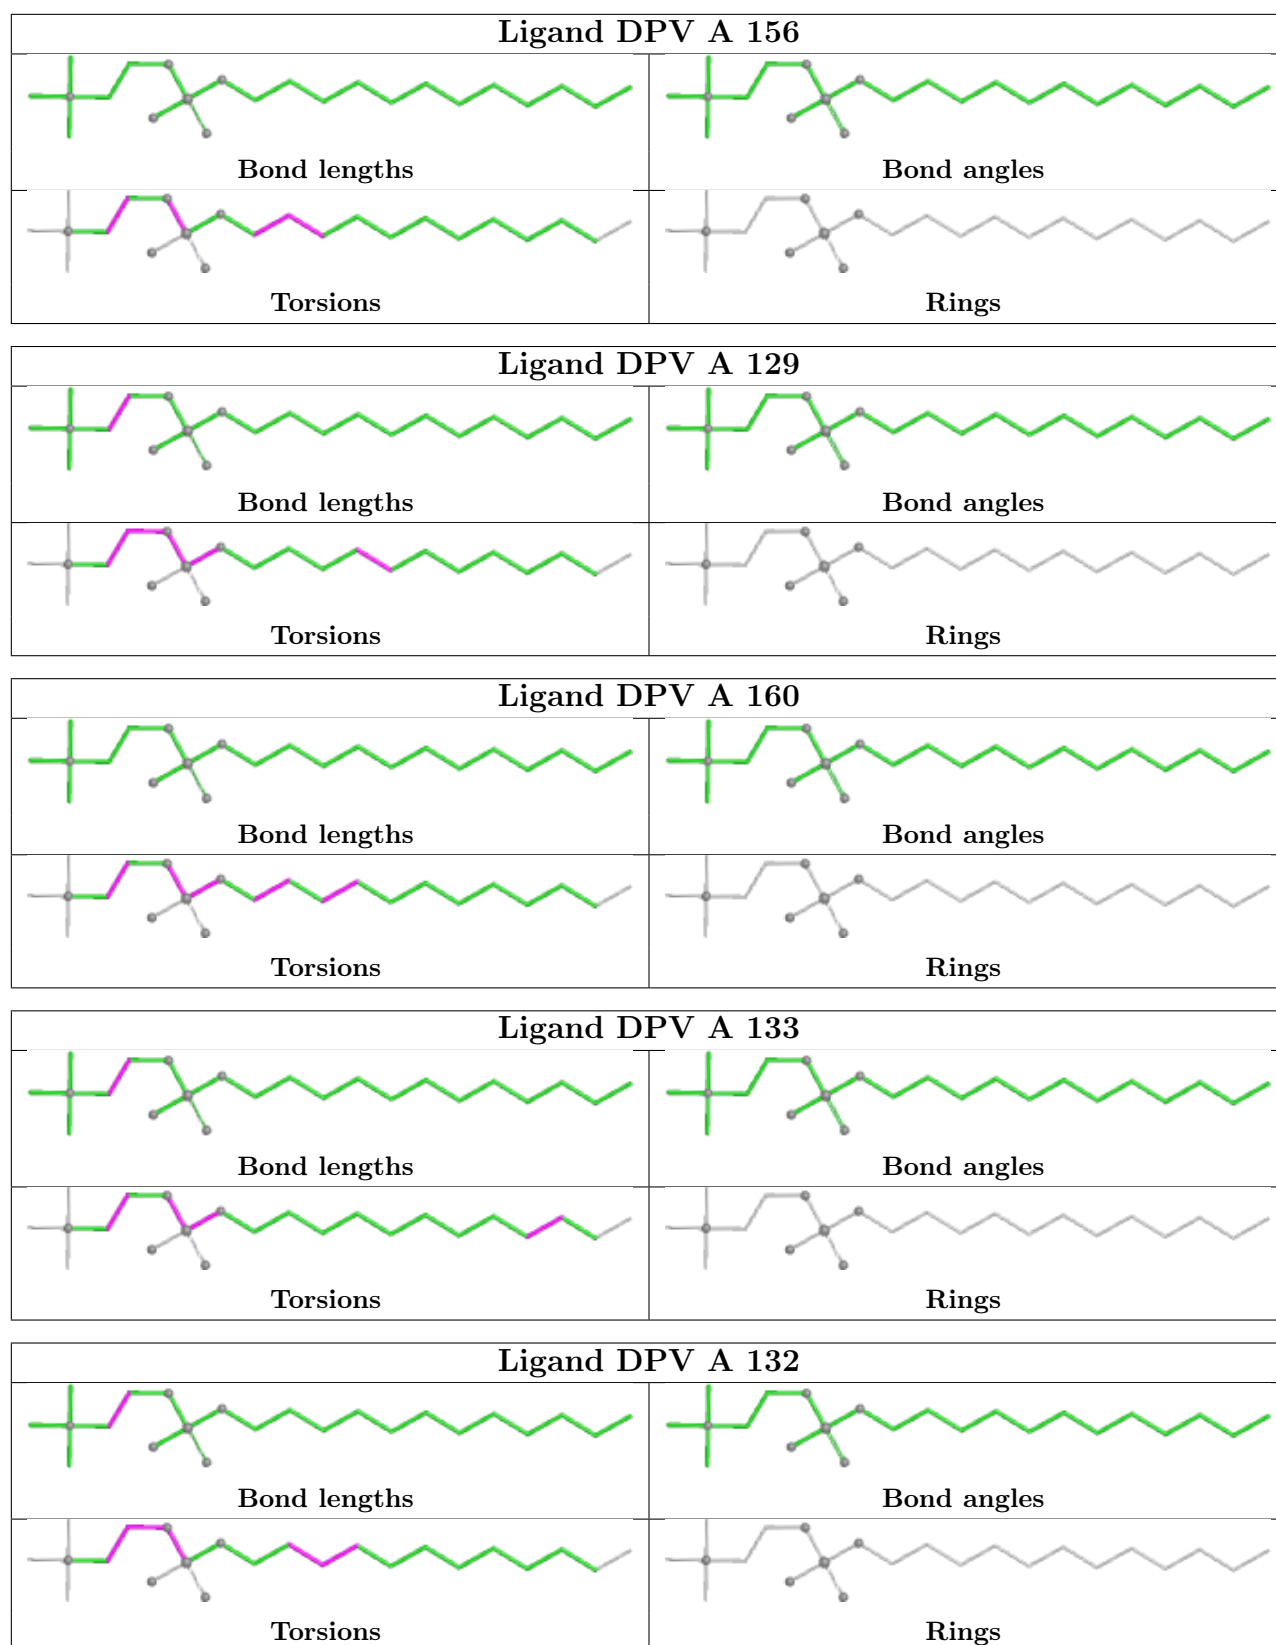 Ligand DPV A 156
Bond lengths
Bond angles
Torsions
Rings
Ligand DPV A 129
Bond lengths
Bond angles
Torsions
Rings
Ligand DPV A 160
Bond lengths
Bond angles
Torsions
Rings
Ligand DPV A 133
Bond lengths
Bond angles
Torsions
Rings
Ligand DPV A 132
Bond lengths
Bond angles
Torsions
Rings